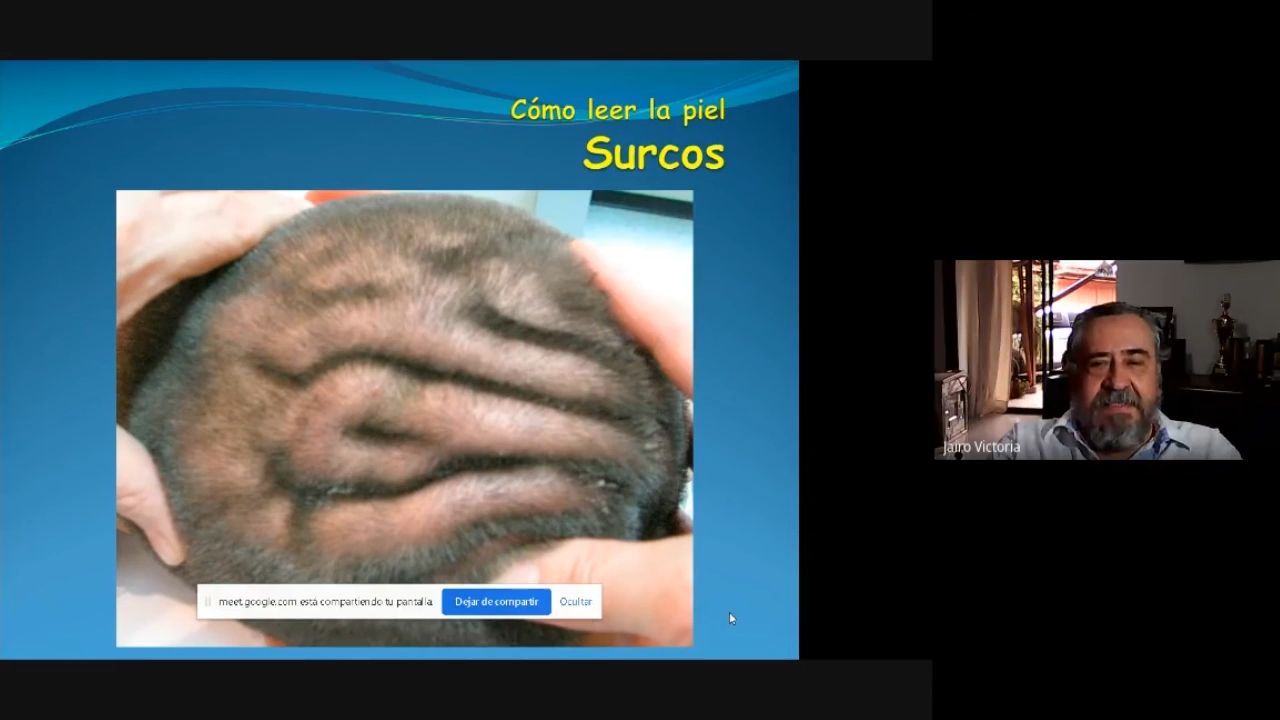 Cómo leer la piel
Surcos
meet.google.com está compartiendo tu pantalla. Dejar de compartir Ocultar
Jairo Victoria